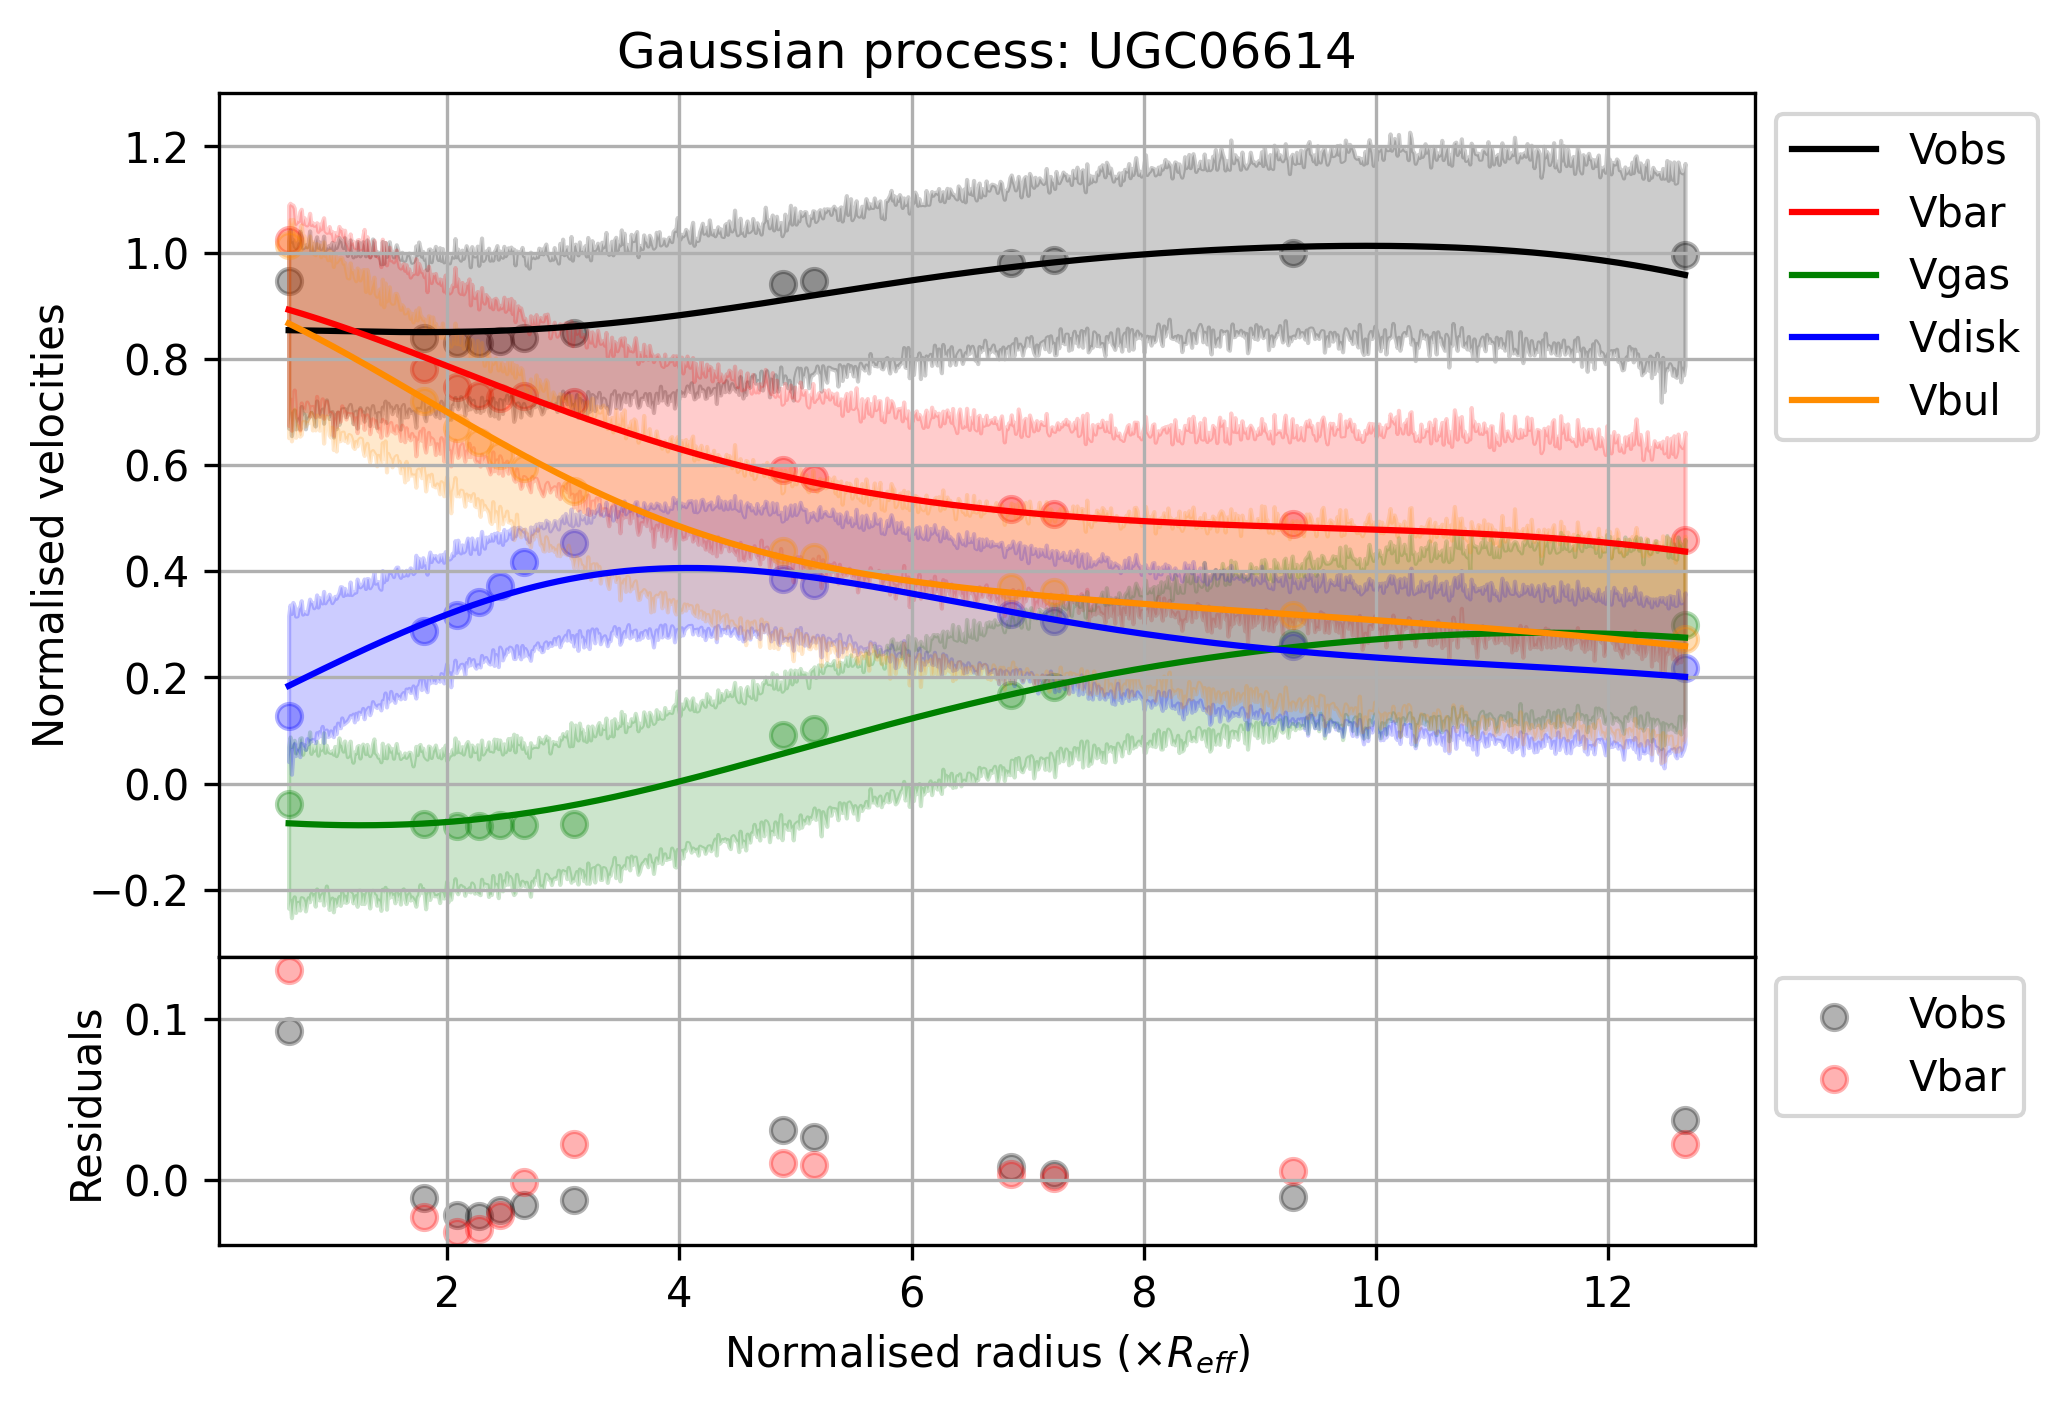 Gaussian process: UGC06614
Normalised velocities
1.2
1.0
0.8
0.6
0.4
0.2
0.0
−0.2
Vobs
Vbar
Vgas
Vdisk
Vbul
Residuals
0.1
0.0
Vobs
Vbar
2 4 6 8 10 12
Normalised radius (×R_eff)